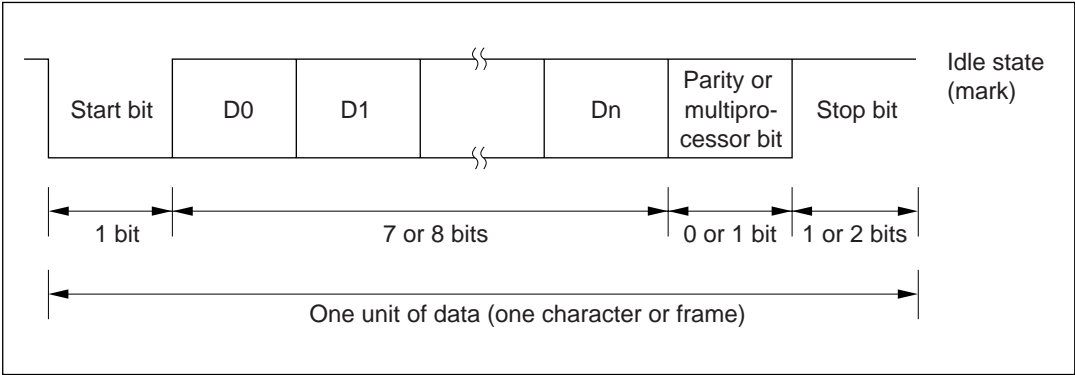 Idle state
(mark)
Start bit
D0
D1
Dn
Parity or
multipro-
cessor bit
Stop bit
1 bit
7 or 8 bits
0 or 1 bit
1 or 2 bits
One unit of data (one character or frame)